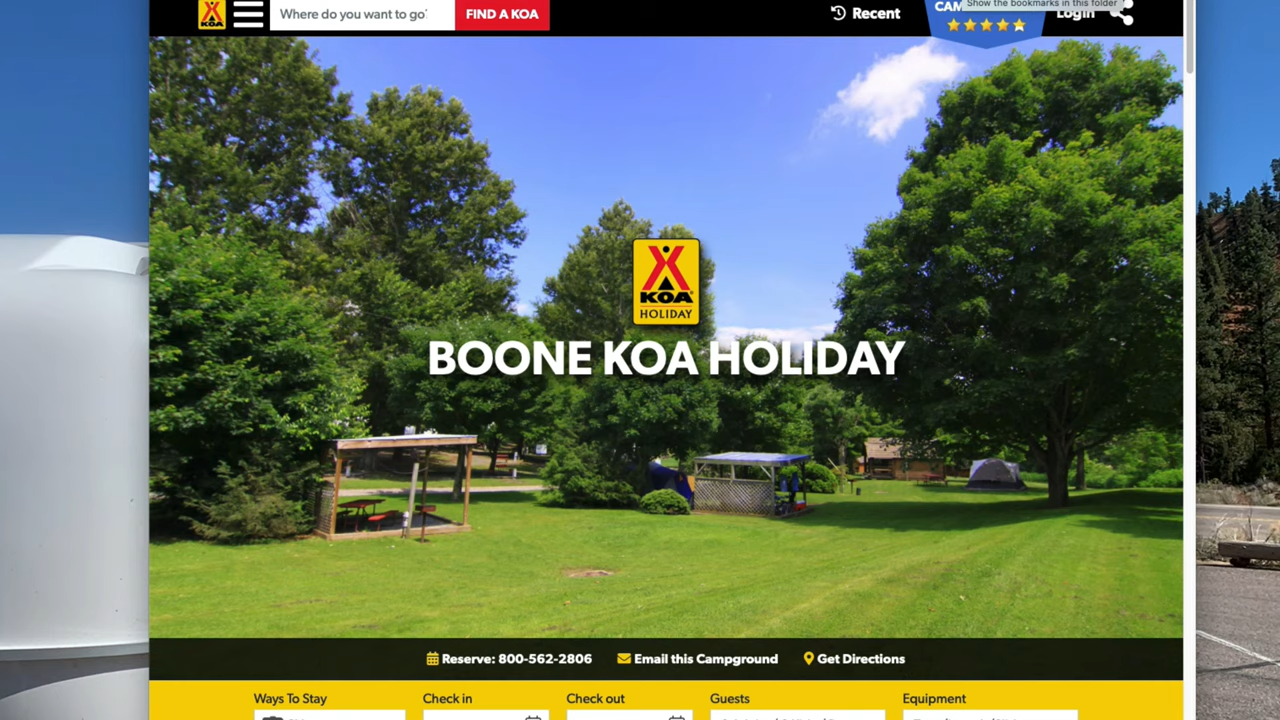 Show the bookmarks in this folder
KOA
Where do you want to go
FIND A KOA
Recent
CAM
Login
KOA
HOLIDAY
BOONE KOA HOLIDAY
Reserve: 800-562-2806
Email this Campground
Get Directions
Ways To Stay
Check in
Check out
Guests
Equipment